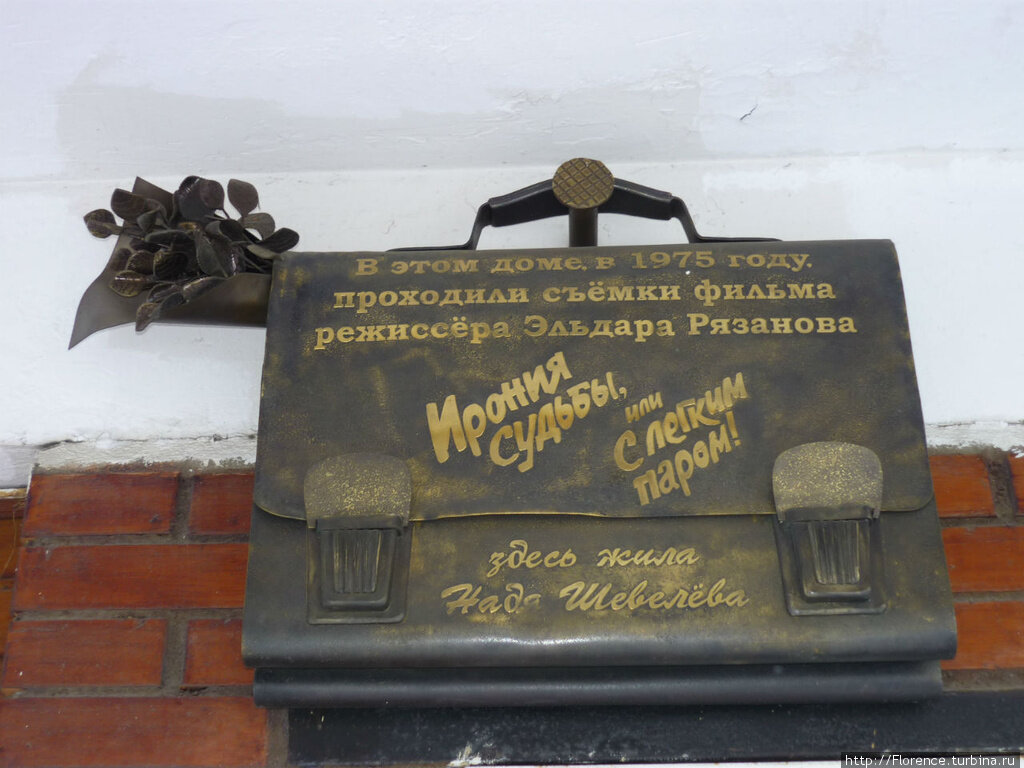 В этом доме, в 1975 году,
проходили съёмки фильма
режиссёра Эльдара Рязанова
Ирония
судьбы,
или
с легким
паром!
здесь жила
Надя Шевелёва
http://Florence.turbina.ru